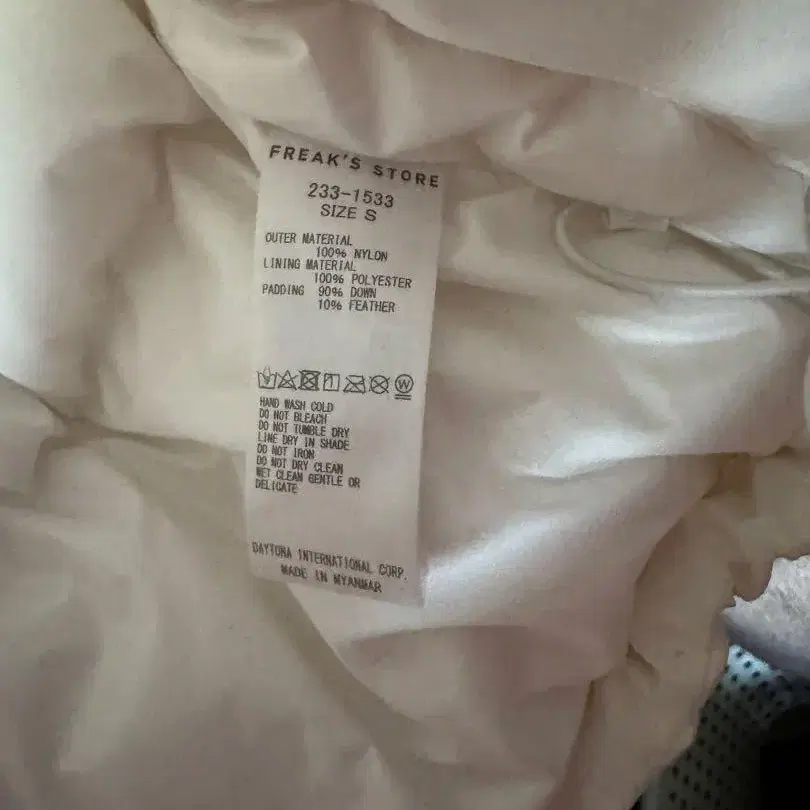 FREAK'S STORE
233-1533
SIZE S
OUTER MATERIAL
100% NYLON
LINING MATERIAL
100% POLYESTER
PADDING 90% DOWN
10% FEATHER
W
HAND WASH COLD
DO NOT BLEACH
DO NOT TUMBLE DRY
LINE DRY IN SHADE
DO NOT IRON
DO NOT DRY CLEAN
WET CLEAN GENTLE OR
DELICATE
DAYTONA INTERNATIONAL CORP.
MADE IN MYANMAR